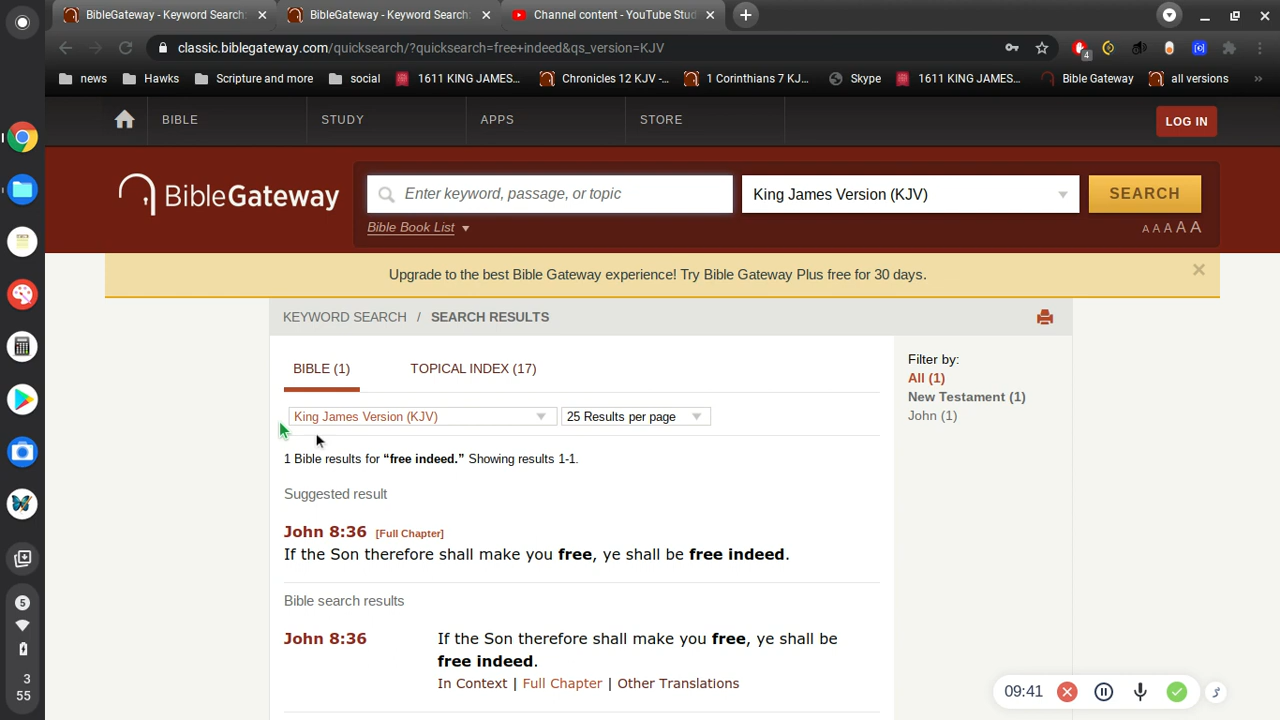 BibleGateway - Keyword Search:
BibleGateway - Keyword Search:
Channel content - YouTube Stud
classic.biblegateway.com/quicksearch/?quicksearch=free+indeed&qs_version=KJV
4
news
Hawks
Scripture and more
social
1611 KING JAMES...
Chronicles 12 KJV -...
1 Corinthians 7 KJ...
Skype
1611 KING JAMES...
Bible Gateway
all versions
»
BIBLE
STUDY
APPS
STORE
LOG IN
BibleGateway
Enter keyword, passage, or topic
King James Version (KJV)
SEARCH
Bible Book List
A A A A A
Upgrade to the best Bible Gateway experience! Try Bible Gateway Plus free for 30 days.
KEYWORD SEARCH / SEARCH RESULTS
BIBLE (1)
TOPICAL INDEX (17)
King James Version (KJV)
25 Results per page
1 Bible results for “free indeed.” Showing results 1-1.
Suggested result
John 8:36 [Full Chapter]
If the Son therefore shall make you free, ye shall be free indeed.
Bible search results
John 8:36
If the Son therefore shall make you free, ye shall be
free indeed.
In Context | Full Chapter | Other Translations
Filter by:
All (1)
New Testament (1)
John (1)
5
3
55
09:41